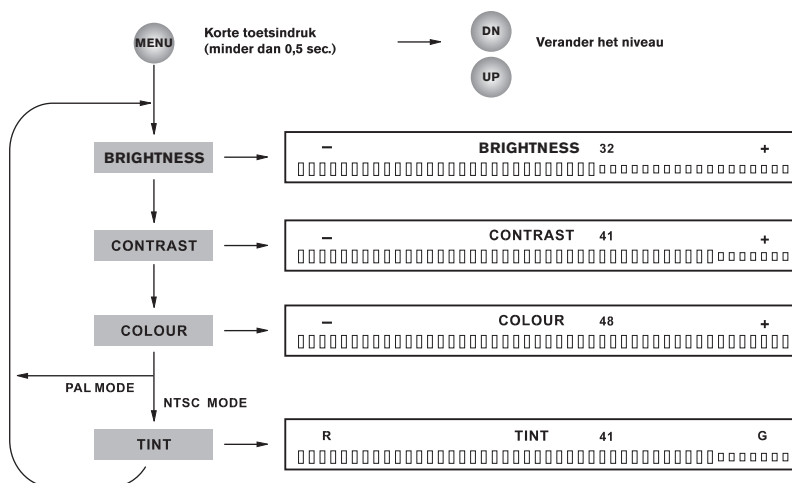 MENU
Korte toetsindruk
(minder dan 0,5 sec.)
DN
UP
Verander het niveau
BRIGHTNESS
– BRIGHTNESS 32 +
CONTRAST
– CONTRAST 41 +
COLOUR
– COLOUR 48 +
PAL MODE
NTSC MODE
TINT
R TINT 41 G